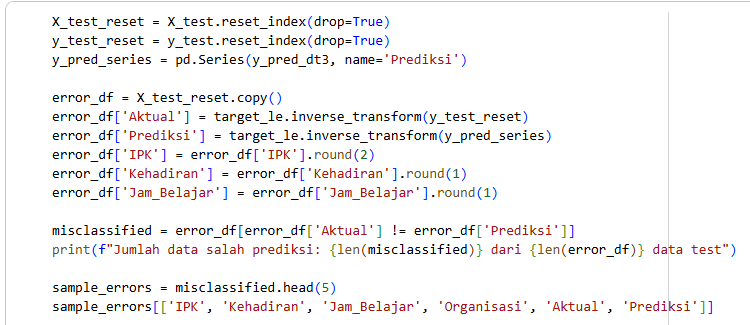 X_test_reset = X_test.reset_index(drop=True)
y_test_reset = y_test.reset_index(drop=True)
y_pred_series = pd.Series(y_pred_dt3, name='Prediksi')

error_df = X_test_reset.copy()
error_df['Aktual'] = target_le.inverse_transform(y_test_reset)
error_df['Prediksi'] = target_le.inverse_transform(y_pred_series)
error_df['IPK'] = error_df['IPK'].round(2)
error_df['Kehadiran'] = error_df['Kehadiran'].round(1)
error_df['Jam_Belajar'] = error_df['Jam_Belajar'].round(1)

misclassified = error_df[error_df['Aktual'] != error_df['Prediksi']]
print(f"Jumlah data salah prediksi: {len(misclassified)} dari {len(error_df)} data test")

sample_errors = misclassified.head(5)
sample_errors[['IPK', 'Kehadiran', 'Jam_Belajar', 'Organisasi', 'Aktual', 'Prediksi']]